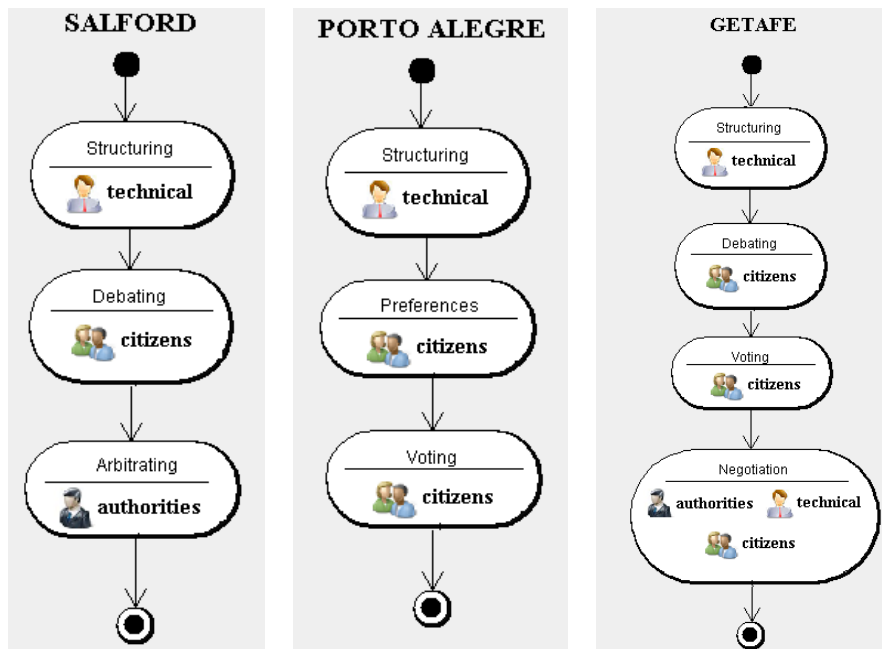 SALFORD
Structuring
technical
Debating
citizens
Arbitrating
authorities
PORTO ALEGRE
Structuring
technical
Preferences
citizens
Voting
citizens
GETAFE
Structuring
technical
Debating
citizens
Voting
citizens
Negotiation
authorities technical
citizens